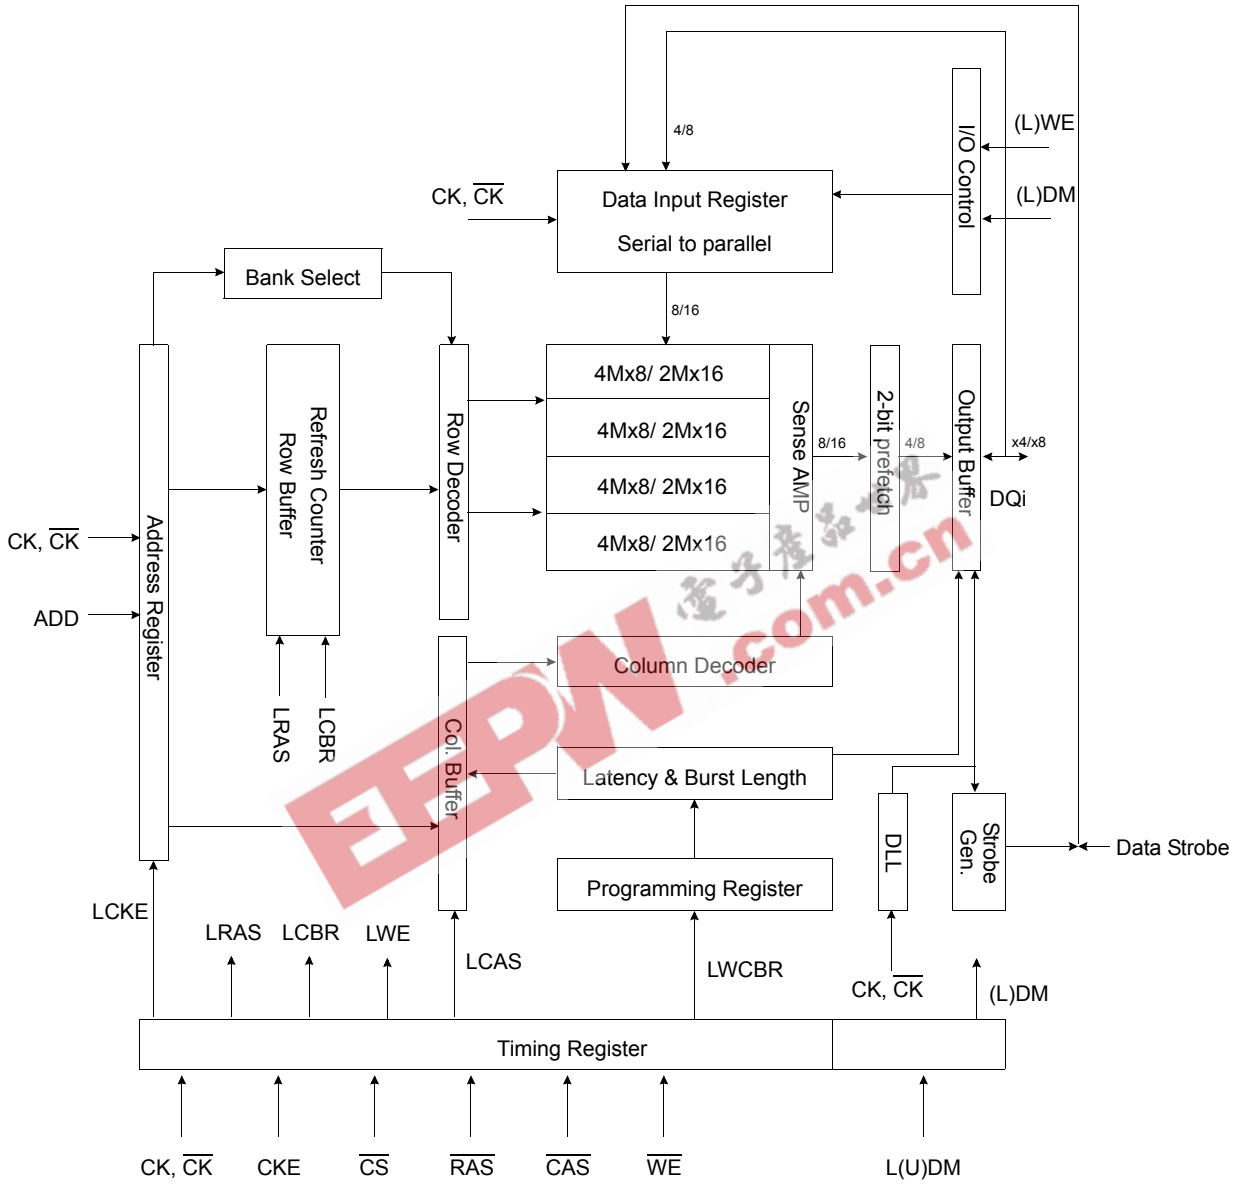 4/8
(L)WE
I/O Control
CK, CK
Data Input Register
Serial to parallel
(L)DM
Bank Select
8/16
Address Register
Refresh Counter
Row Buffer
Row Decoder
4Mx8/ 2Mx16
4Mx8/ 2Mx16
4Mx8/ 2Mx16
4Mx8/ 2Mx16
Sense AMP
8/16
2-bit prefetch
4/8
Output Buffer
x4/x8
DQi
CK, CK
ADD
電子產品世界
.com.cn
EEPW
LRAS
LCBR
Col. Buffer
Column Decoder
Latency & Burst Length
DLL
Strobe
Gen.
Data Strobe
Programming Register
LCKE
LRAS
LCBR
LWE
LCAS
LWCBR
CK, CK
(L)DM
Timing Register
CK, CK
CKE
CS
RAS
CAS
WE
L(U)DM